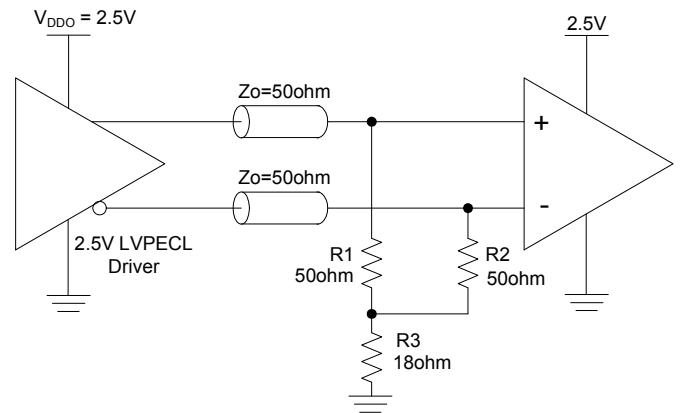 V_DDO = 2.5V
2.5V
Zo=50ohm
+
Zo=50ohm
-
2.5V LVPECL
Driver
R1
50ohm
R2
50ohm
R3
18ohm